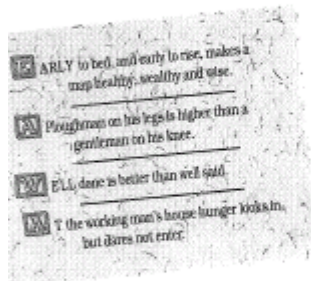 EARLY to bed, and early to rise, makes a
man healthy, wealthy and wise.
A Ploughman on his legs is higher than a
gentleman on his knee.
WELL done is better than well said.
AT the working man's house hunger looks in,
but dares not enter.